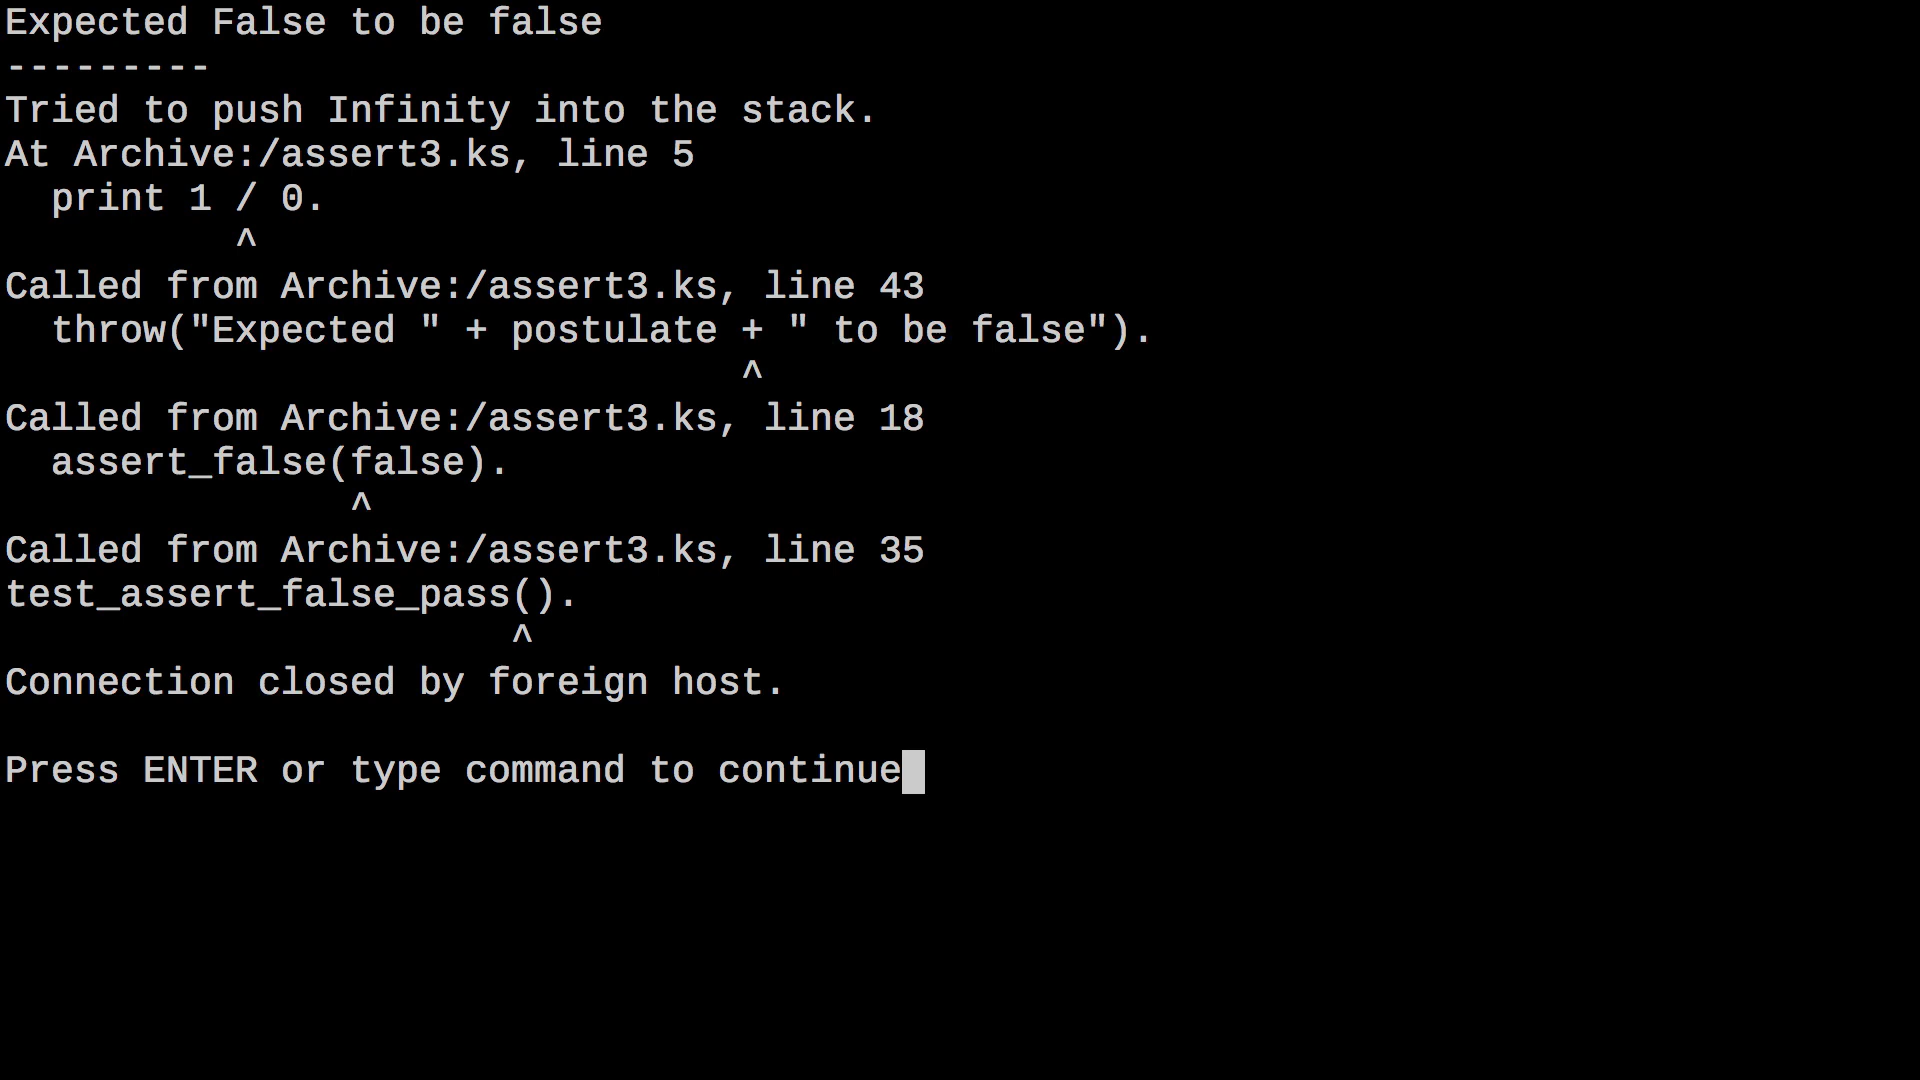 Expected False to be false
---------
Tried to push Infinity into the stack.
At Archive:/assert3.ks, line 5
  print 1 / 0.
          ^
Called from Archive:/assert3.ks, line 43
  throw("Expected " + postulate + " to be false").
                                ^
Called from Archive:/assert3.ks, line 18
  assert_false(false).
               ^
Called from Archive:/assert3.ks, line 35
test_assert_false_pass().
                      ^
Connection closed by foreign host.

Press ENTER or type command to continue